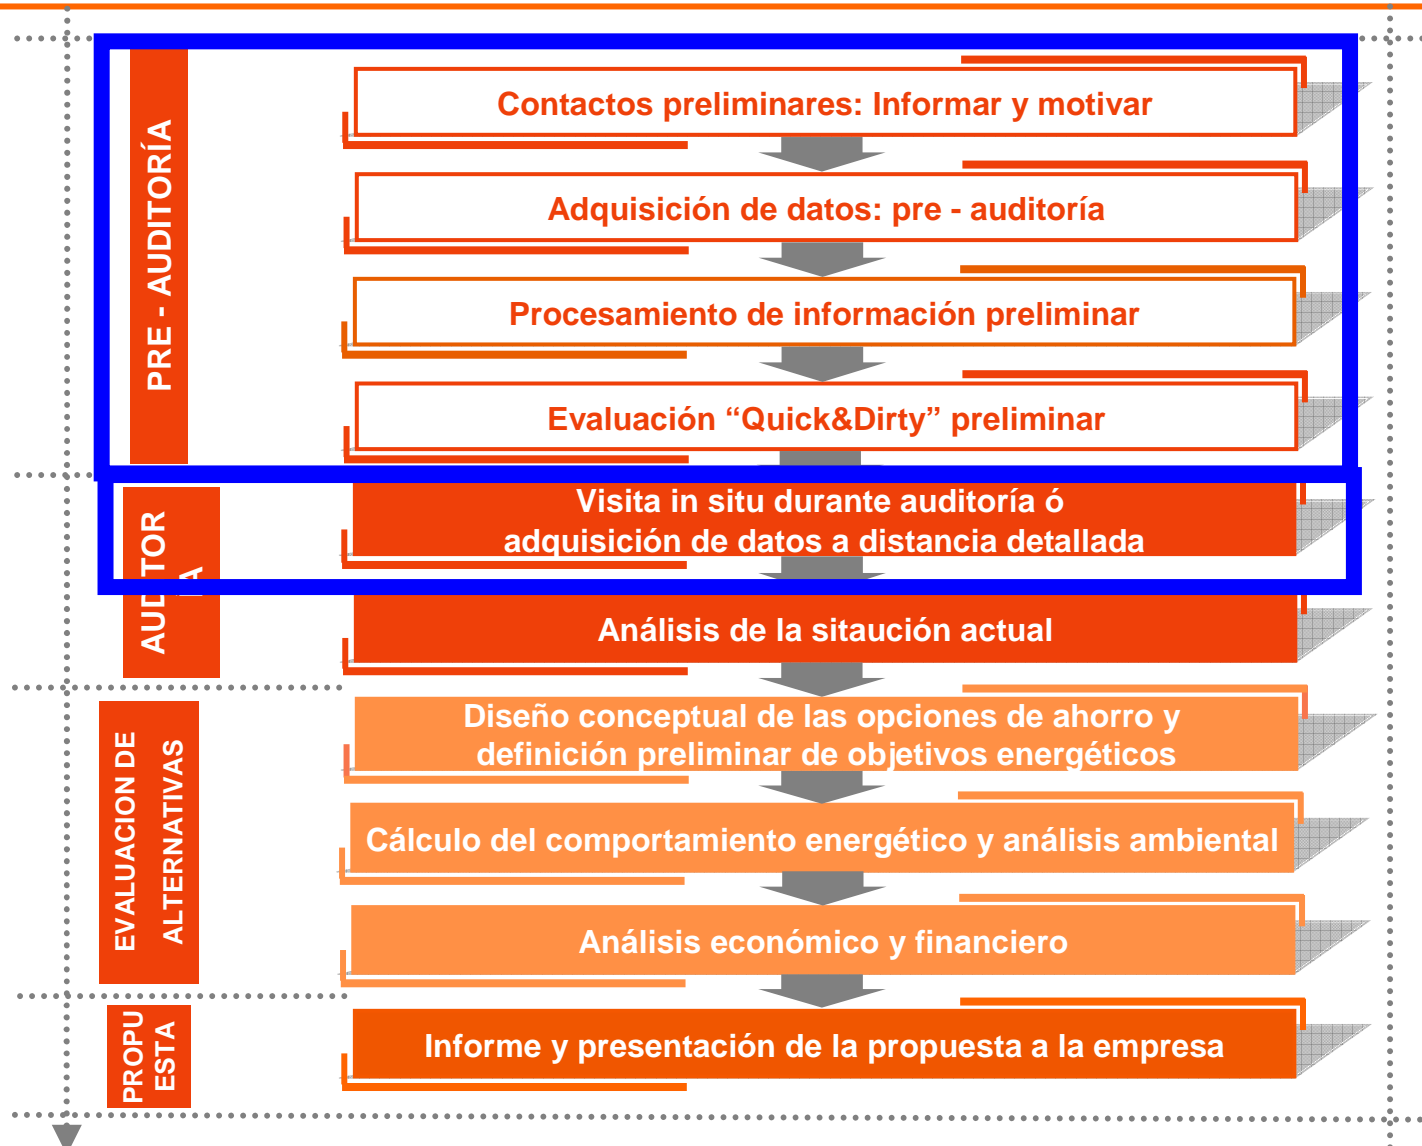 PRE - AUDITORÍA
Contactos preliminares: Informar y motivar
Adquisición de datos: pre - auditoría
Procesamiento de información preliminar
Evaluación “Quick&Dirty” preliminar
AUDITOR
ÍA
Visita in situ durante auditoría ó
adquisición de datos a distancia detallada
Análisis de la sitaución actual
EVALUACION DE
ALTERNATIVAS
Diseño conceptual de las opciones de ahorro y
definición preliminar de objetivos energéticos
Cálculo del comportamiento energético y análisis ambiental
Análisis económico y financiero
PROPU
ESTA
Informe y presentación de la propuesta a la empresa